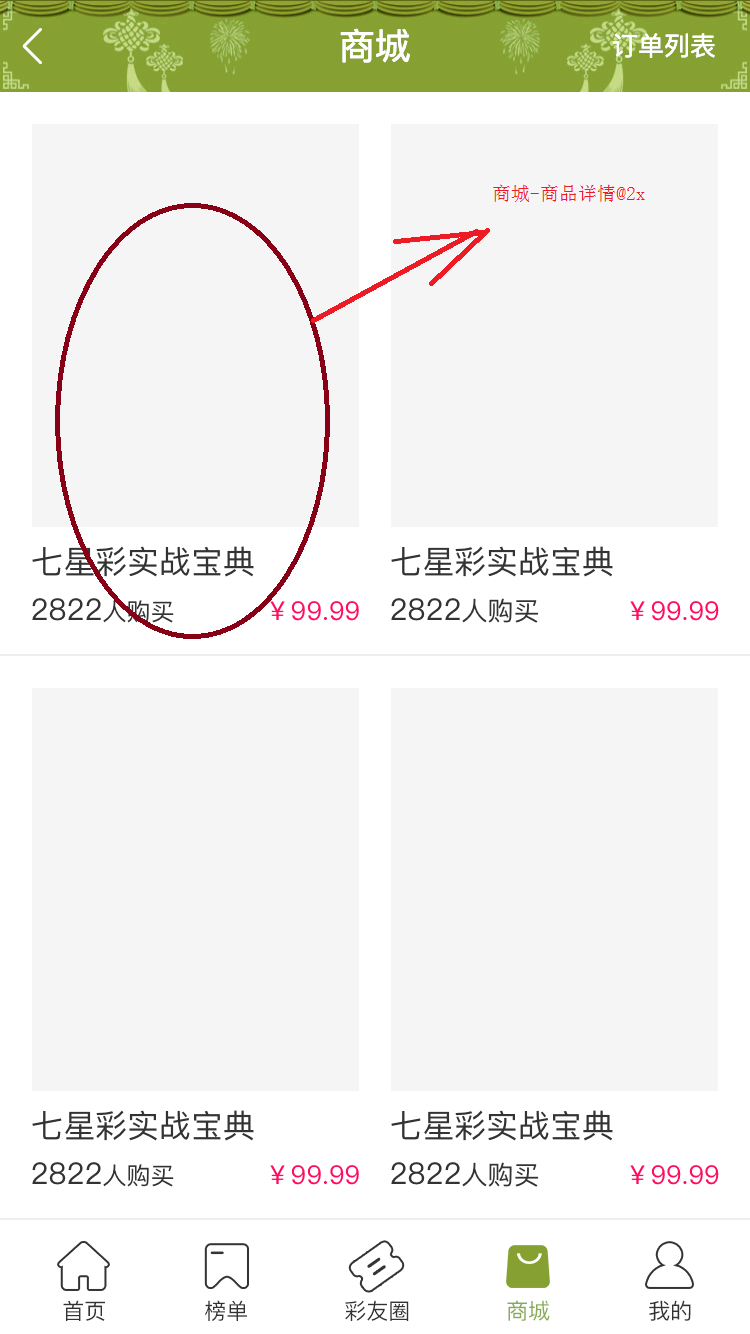 商城
订单列表
商城-商品详情@2x
七星彩实战宝典
七星彩实战宝典
2822人购买
¥99.99
2822人购买
¥99.99
七星彩实战宝典
七星彩实战宝典
2822人购买
¥99.99
2822人购买
¥99.99
首页
榜单
彩友圈
商城
我的